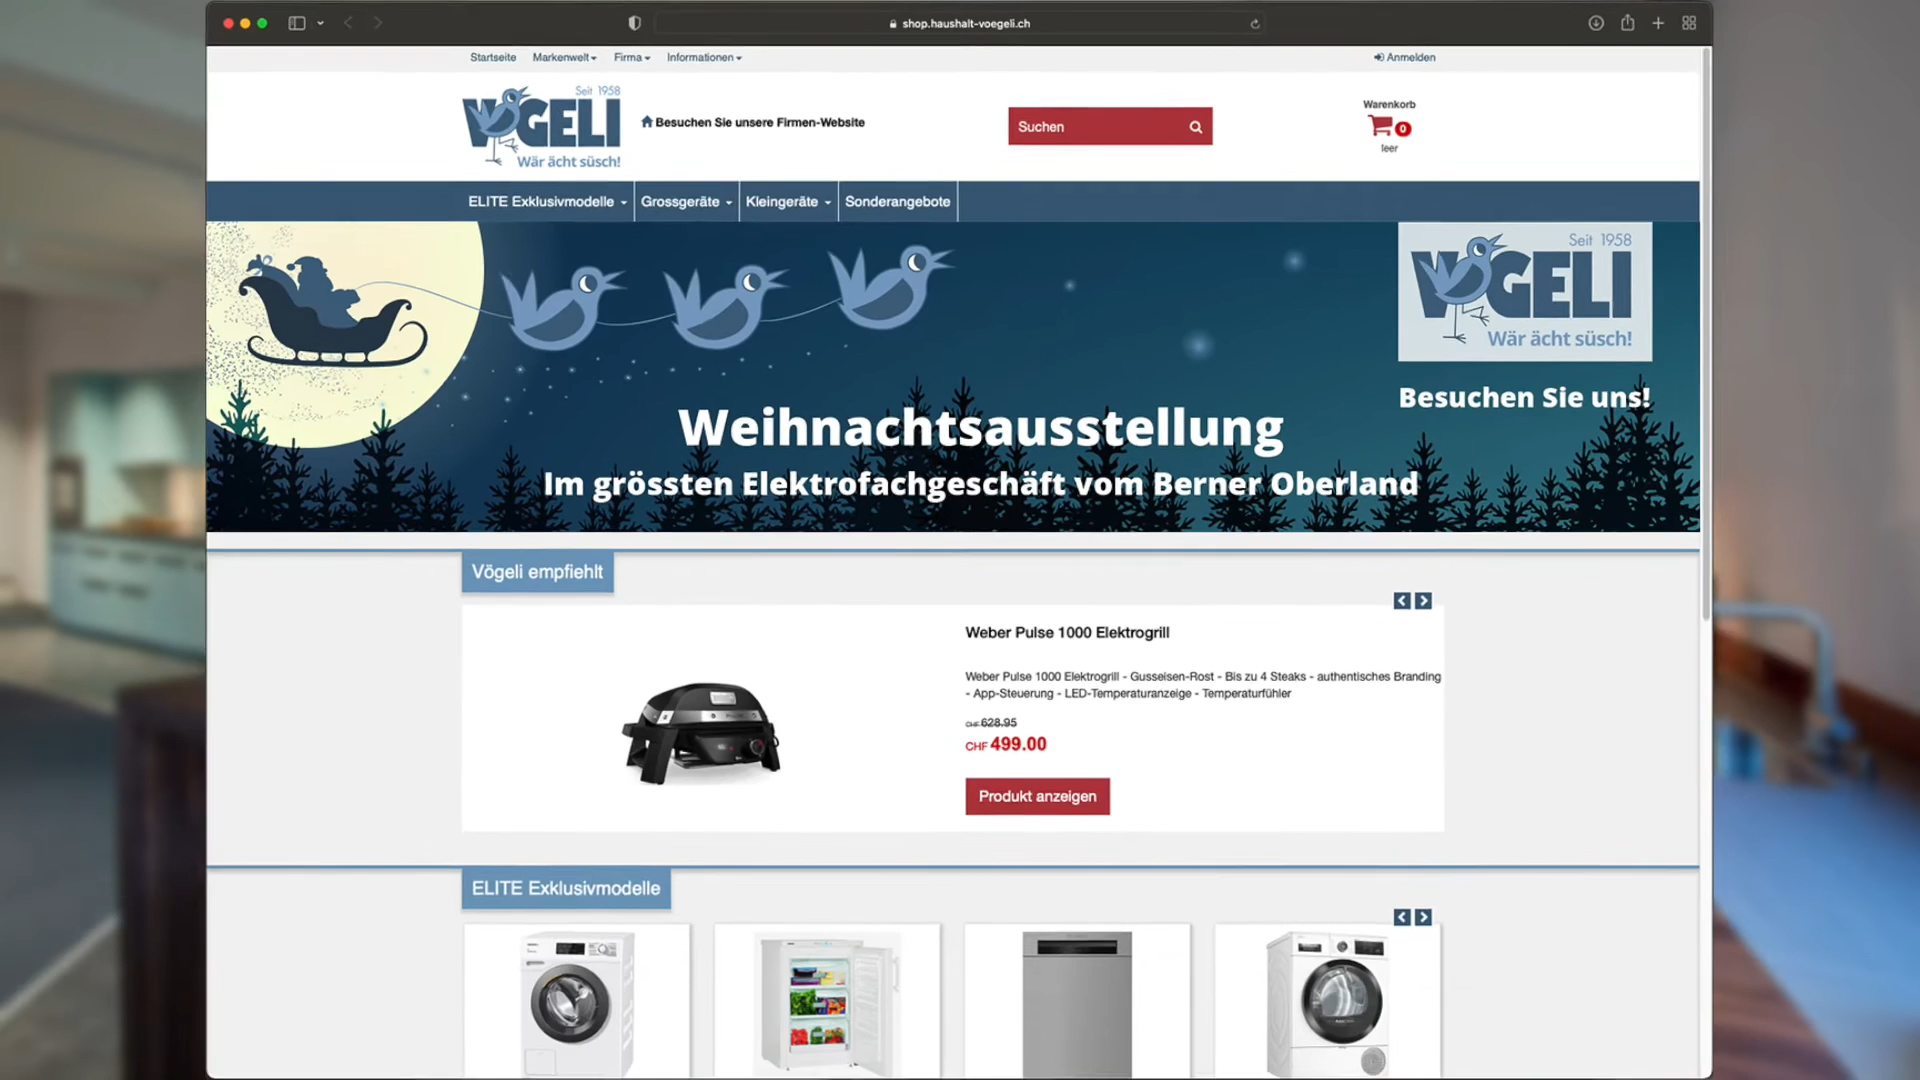 shop.haushalt-voegeli.ch
Startseite Markenwelt Firma Informationen Anmelden
Seit 1958
VÖGELI
Wär ächt süsch!
Besuchen Sie unsere Firmen-Website
Suchen
Warenkorb
0
leer
ELITE Exklusivmodelle Grossgeräte Kleingeräte Sonderangebote
Seit 1958
VÖGELI
Wär ächt süsch!
Besuchen Sie uns!
Weihnachtsausstellung
Im grössten Elektrofachgeschäft vom Berner Oberland
Vögeli empfiehlt
Weber Pulse 1000 Elektrogrill
Weber Pulse 1000 Elektrogrill - Gusseisen-Rost - Bis zu 4 Steaks - authentisches Branding
- App-Steuerung - LED-Temperaturanzeige - Temperaturfühler
CHF 628.95
CHF 499.00
Produkt anzeigen
ELITE Exklusivmodelle